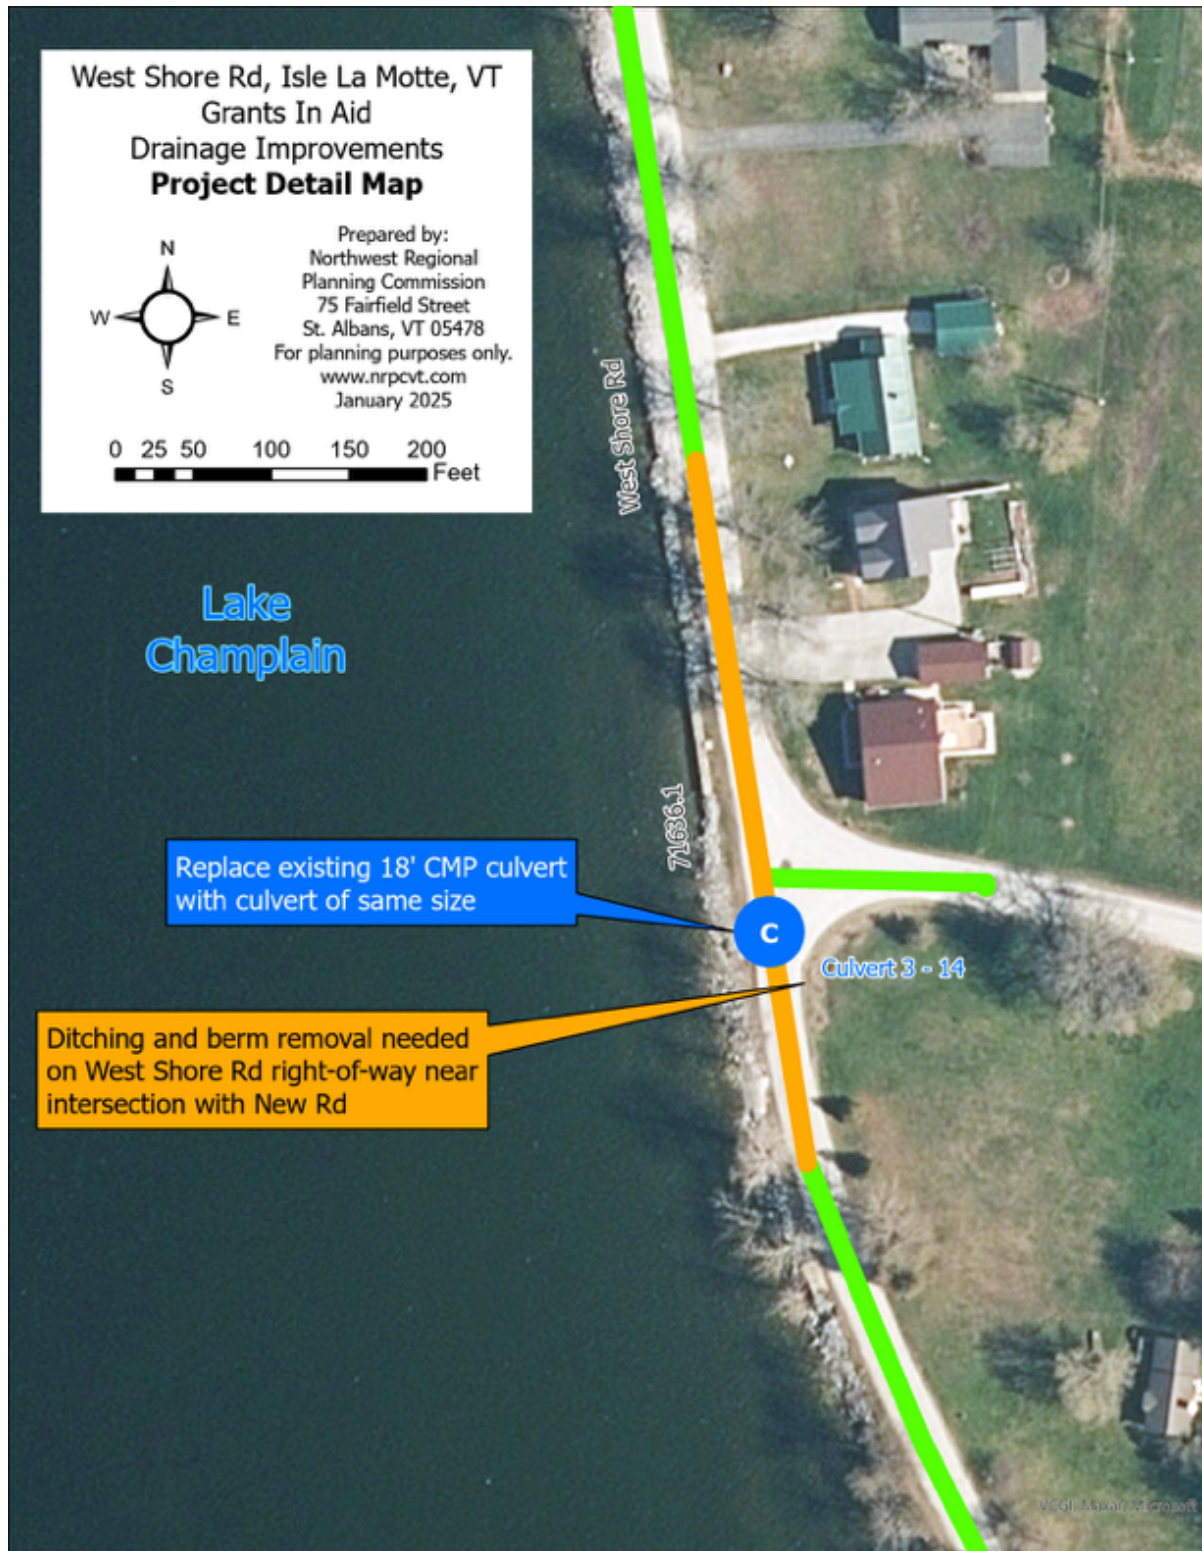 West Shore Rd, Isle La Motte, VT
Grants In Aid
Drainage Improvements
Project Detail Map
Prepared by:
Northwest Regional
Planning Commission
75 Fairfield Street
St. Albans, VT 05478
For planning purposes only.
www.nrpcvt.com
January 2025
N
W E
S
0 25 50 100 150 200
Feet
West Shore Rd
Lake
Champlain
71636.1
Replace existing 18' CMP culvert
with culvert of same size
C
Culvert 3 - 14
Ditching and berm removal needed
on West Shore Rd right-of-way near
intersection with New Rd
VCGI, Maxar, Microsoft